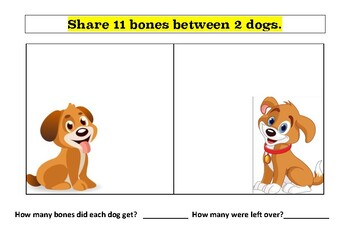 Share 11 bones between 2 dogs.
How many bones did each dog get? __________ How many were left over?__________